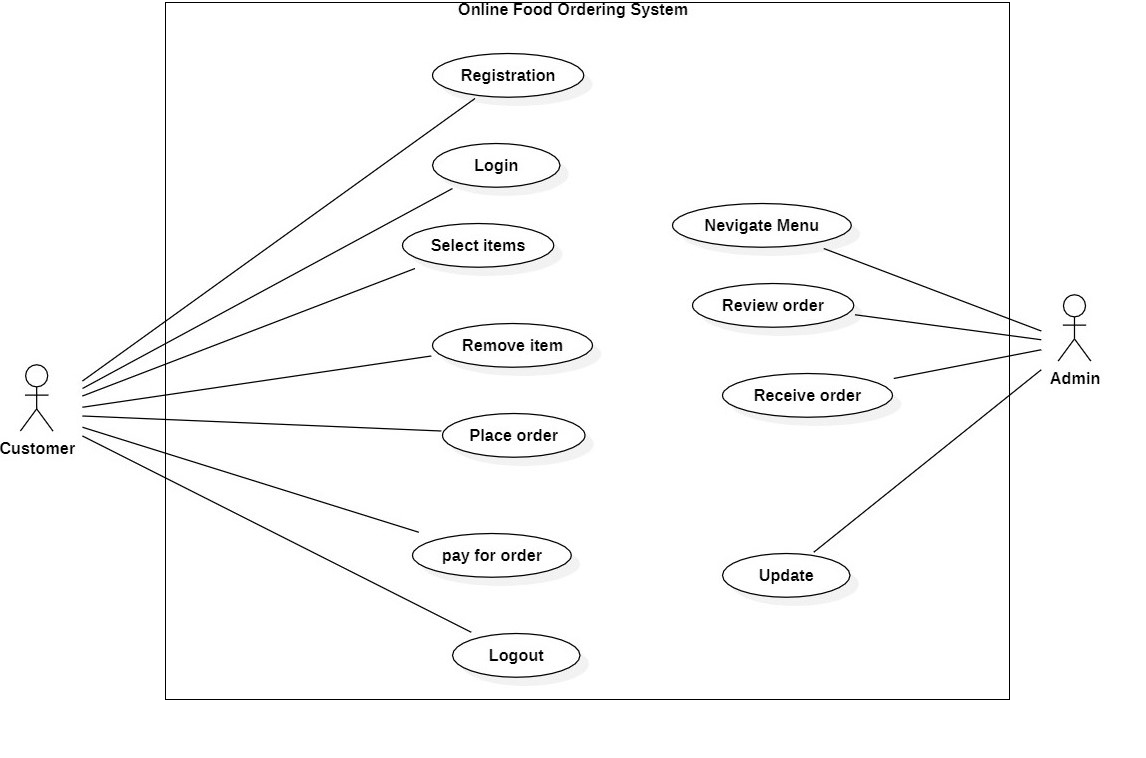 Online Food Ordering System
Registration
Login
Select items
Remove item
Place order
pay for order
Logout
Nevigate Menu
Review order
Receive order
Update
Customer
Admin